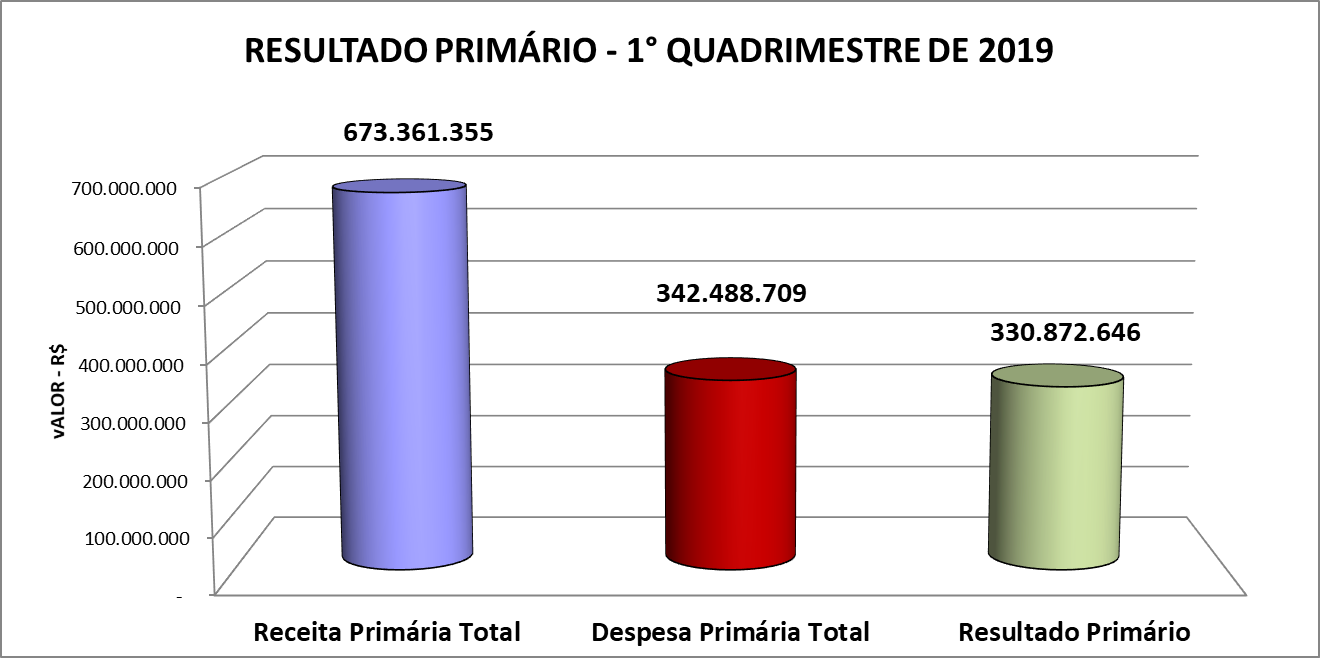 RESULTADO PRIMÁRIO - 1° QUADRIMESTRE DE 2019
673.361.355
342.488.709
330.872.646
vALOR - R$
700.000.000
600.000.000
500.000.000
400.000.000
300.000.000
200.000.000
100.000.000
-
Receita Primária Total
Despesa Primária Total
Resultado Primário